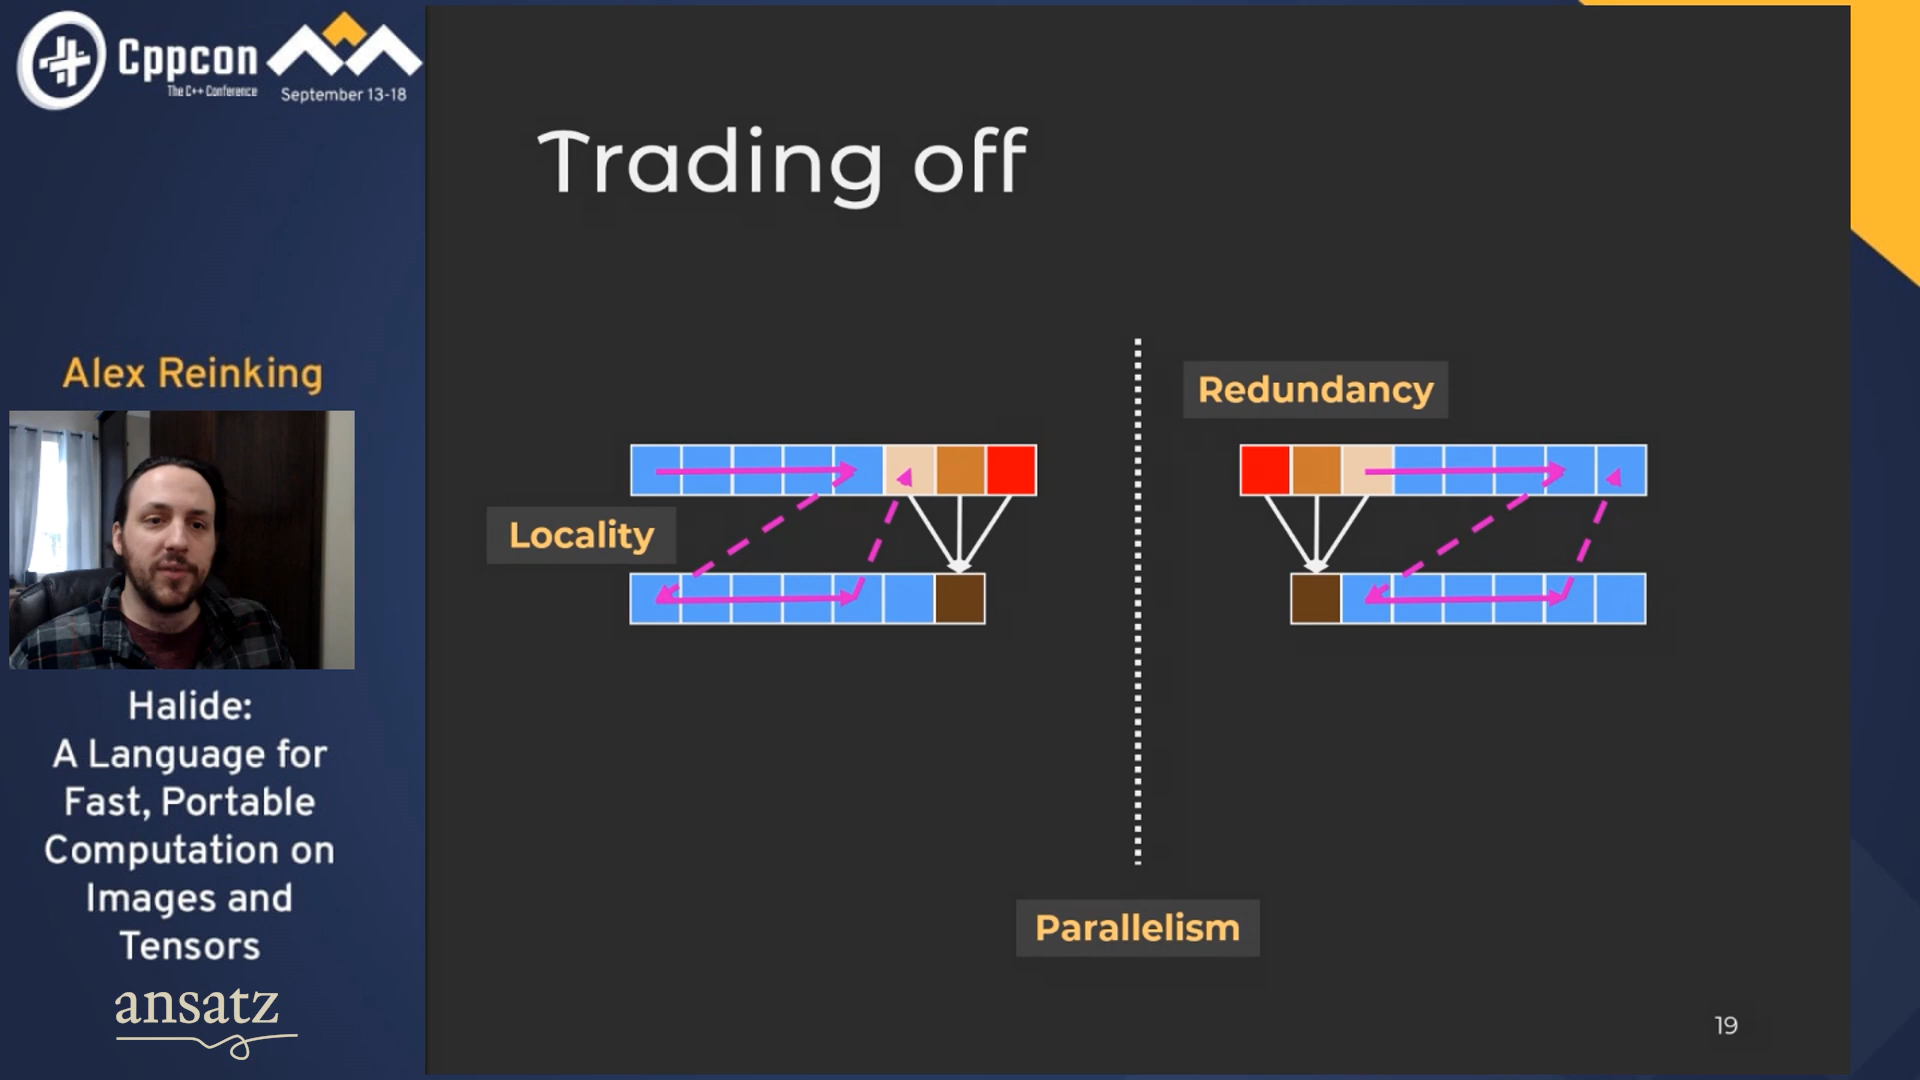 Cppcon
The C++ Conference
September 13-18
Alex Reinking
Halide:
A Language for
Fast, Portable
Computation on
Images and
Tensors
ansatz
Trading off
Redundancy
Locality
Parallelism
19